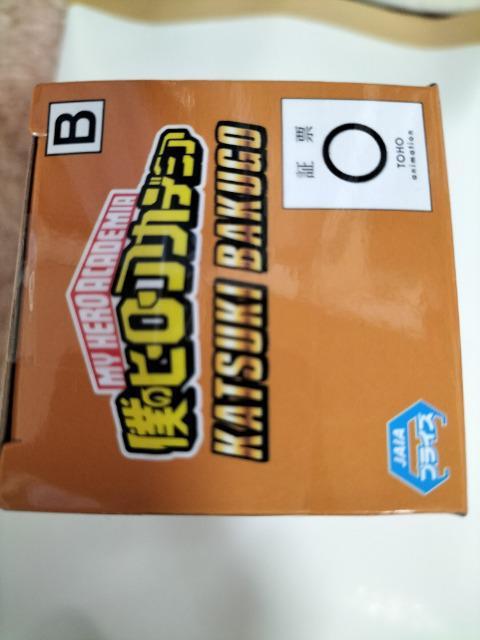 B
MY HERO ACADEMIA
僕のヒーローアカデミア
KATSUKI BAKUGO
証 票
TOHO
animation
JAIA
プライズ